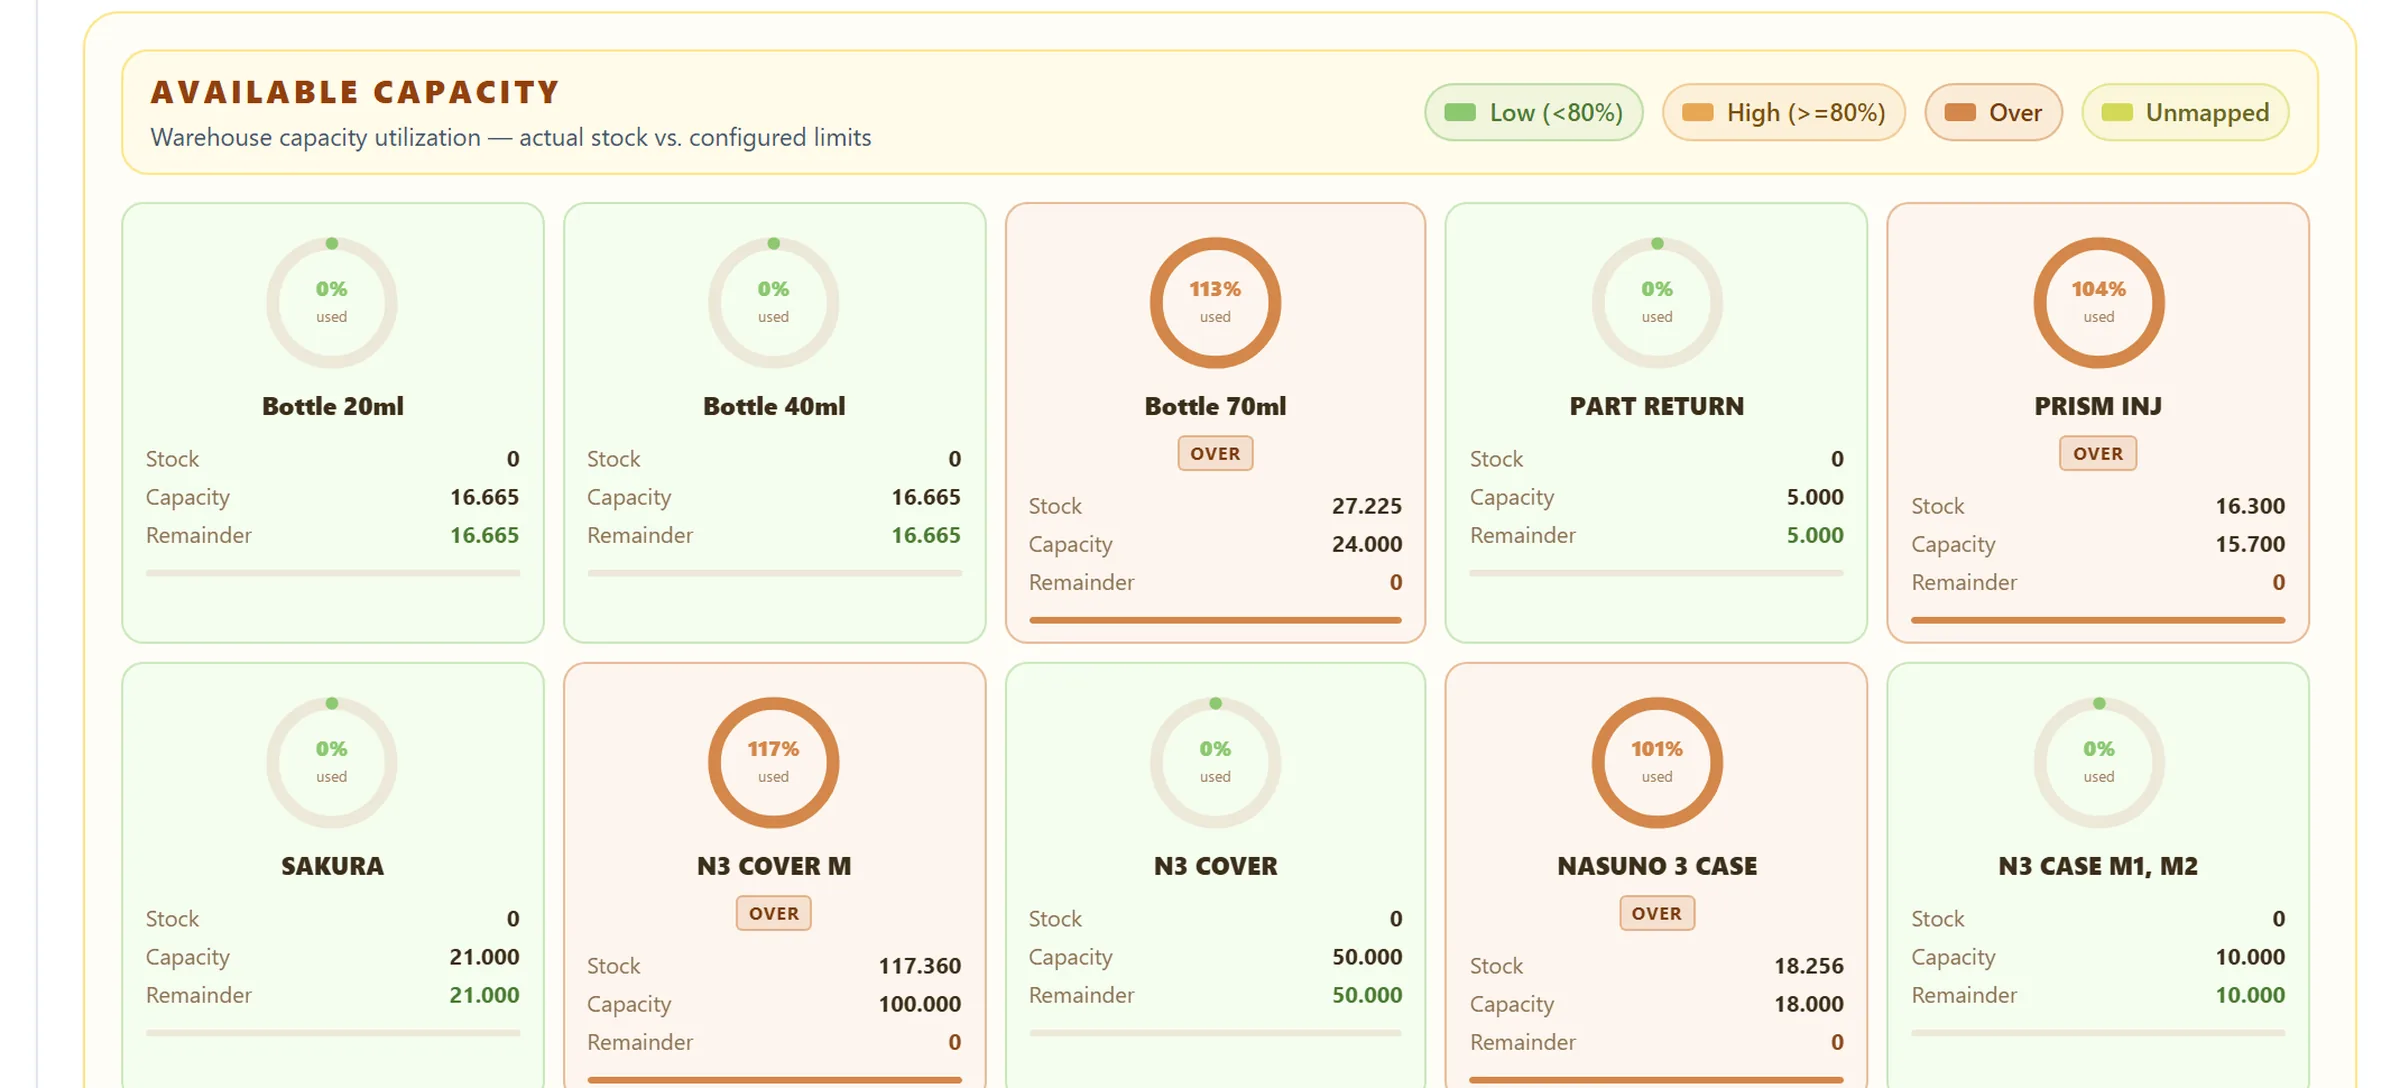 AVAILABLE CAPACITY
Warehouse capacity utilization — actual stock vs. configured limits
Low (<80%)
High (>=80%)
Over
Unmapped
0%
used
Bottle 20ml
Stock 0
Capacity 16.665
Remainder 16.665
0%
used
Bottle 40ml
Stock 0
Capacity 16.665
Remainder 16.665
113%
used
Bottle 70ml
OVER
Stock 27.225
Capacity 24.000
Remainder 0
0%
used
PART RETURN
Stock 0
Capacity 5.000
Remainder 5.000
104%
used
PRISM INJ
OVER
Stock 16.300
Capacity 15.700
Remainder 0
0%
used
SAKURA
Stock 0
Capacity 21.000
Remainder 21.000
117%
used
N3 COVER M
OVER
Stock 117.360
Capacity 100.000
Remainder 0
0%
used
N3 COVER
Stock 0
Capacity 50.000
Remainder 50.000
101%
used
NASUNO 3 CASE
OVER
Stock 18.256
Capacity 18.000
Remainder 0
0%
used
N3 CASE M1, M2
Stock 0
Capacity 10.000
Remainder 10.000